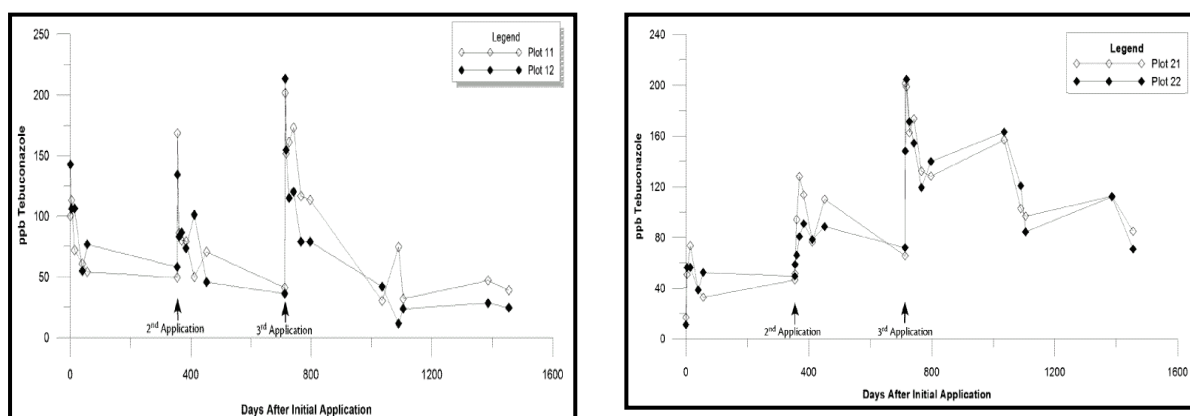 250
200
150
100
50
0
ppb Tebuconazole
Legend
Plot 11
Plot 12
2nd Application
3rd Application
0 400 800 1200 1600
Days After Initial Application
240
200
160
120
80
40
0
ppb Tebuconazole
Legend
Plot 21
Plot 22
2nd Application
3rd Application
0 400 800 1200 1600
Days After Initial Application